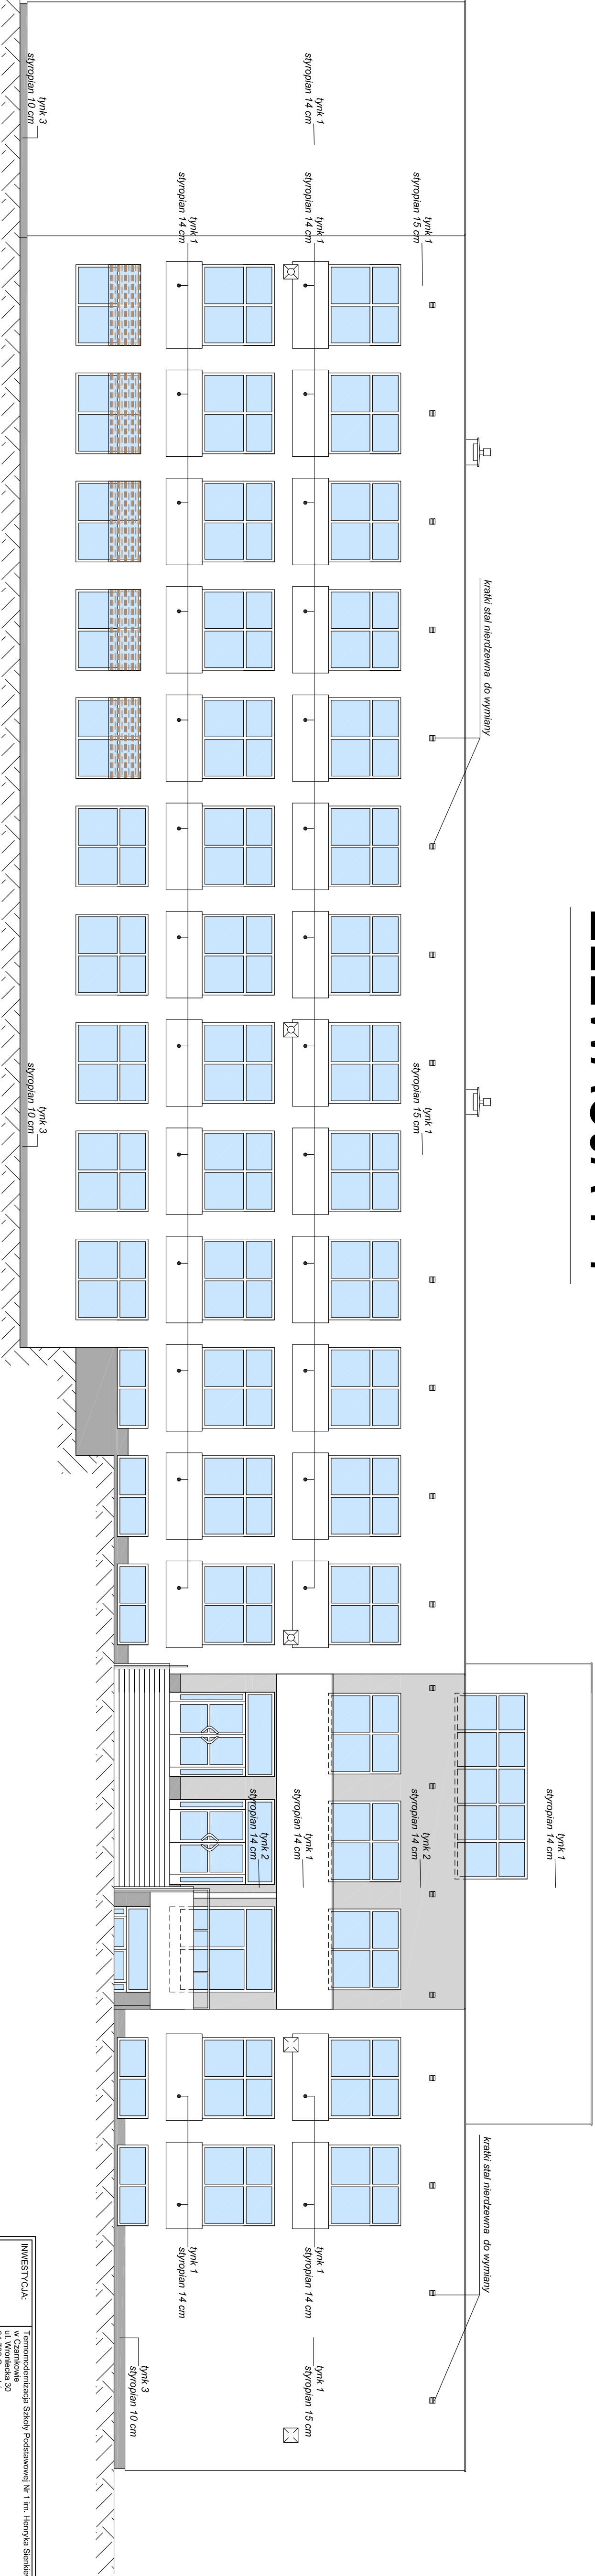 kratki stal nierdzewna do wymiany
kratki stal nierdzewna do wymiany
tynk 1
styropian 14 cm
tynk 1
styropian 15 cm
tynk 1
styropian 15 cm
tynk 2
styropian 14 cm
tynk 1
styropian 14 cm
tynk 1
styropian 14 cm
tynk 1
styropian 14 cm
tynk 1
styropian 14 cm
tynk 1
styropian 15 cm
tynk 2
styropian 14 cm
tynk 1
styropian 14 cm
tynk 1
styropian 14 cm
tynk 3
styropian 10 cm
tynk 3
styropian 10 cm
tynk 3
styropian 10 cm
INWESTYCJA:
Termomodernizacja Szkoły Podstawowej Nr 1 im. Henryka
w Czarnkowie
ul. Wroniecka 30